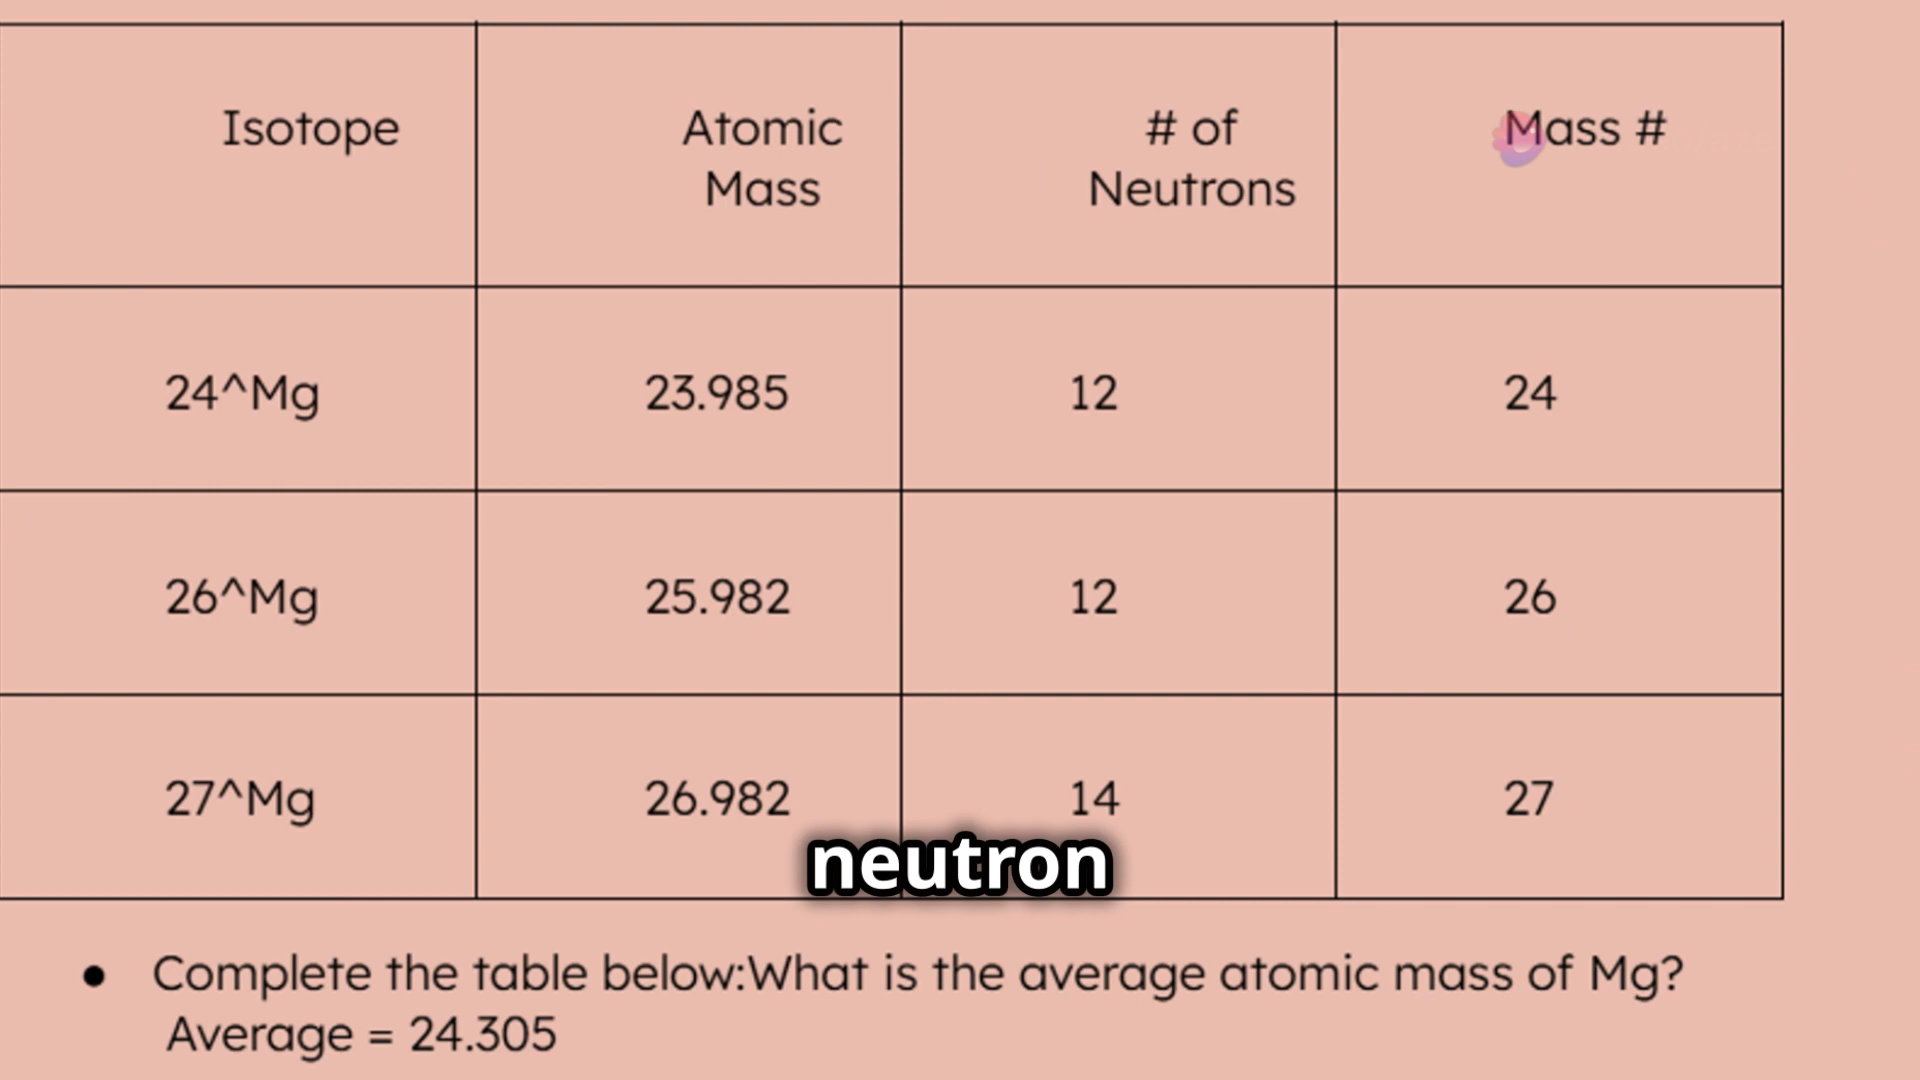 Isotope
Atomic
Mass
# of
Neutrons
Mass #
24^Mg
23.985
12
24
26^Mg
25.982
12
26
27^Mg
26.982
14
27
neutron
● Complete the table below:What is the average atomic mass of Mg?
Average = 24.305